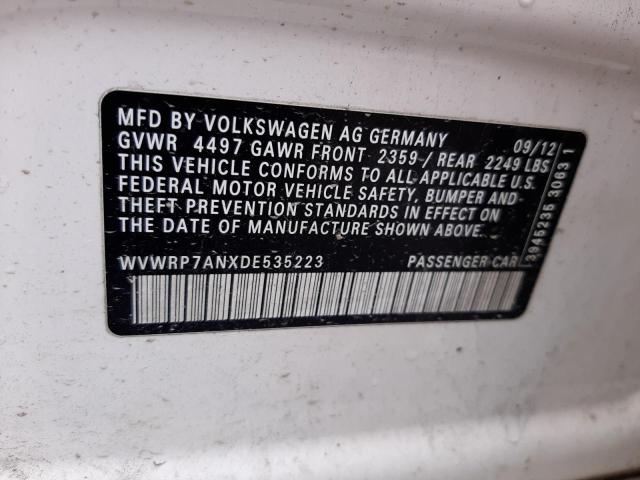 MFD BY VOLKSWAGEN AG GERMANY 09/12
GVWR 4497 GAWR FRONT 2359 / REAR 2249 LBS
THIS VEHICLE CONFORMS TO ALL APPLICABLE U.S.
FEDERAL MOTOR VEHICLE SAFETY, BUMPER AND
THEFT PREVENTION STANDARDS IN EFFECT ON
THE DATE OF MANUFACTURE SHOWN ABOVE.
WVWRP7ANXDE535223 PASSENGER CAR
3945235 3063 1